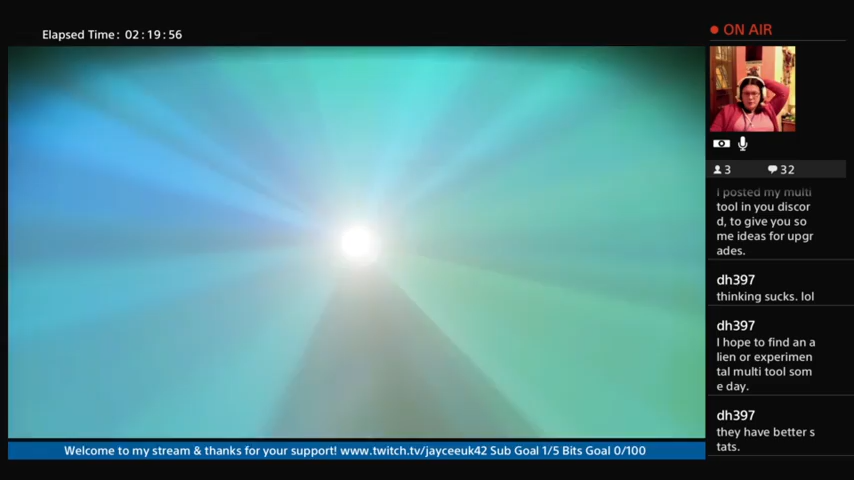 Elapsed Time: 02:19:56
ON AIR
3 32
I posted my multi
tool in you discor
d, to give you so
me ideas for upgr
ades.
dh397
thinking sucks. lol
dh397
I hope to find an a
lien or experimen
tal multi tool som
e day.
dh397
they have better s
tats.
Welcome to my stream & thanks for your support! www.twitch.tv/jayceeuk42 Sub Goal 1/5 Bits Goal 0/100